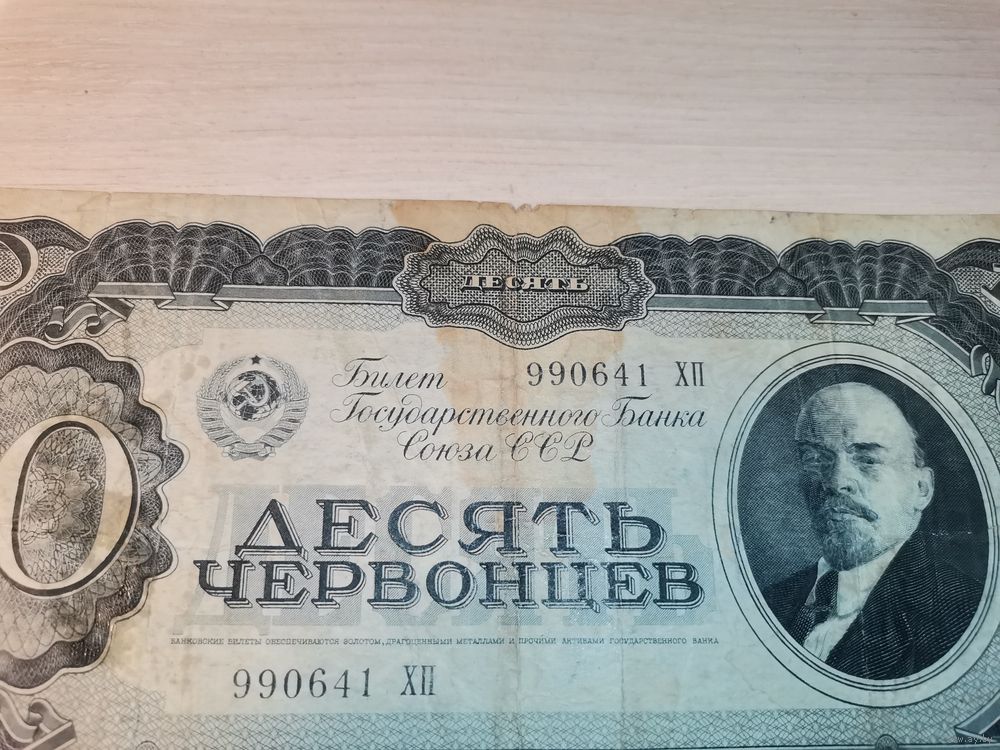 ДЕСЯТЬ
Билет 990641 ХП
Государственного Банка
Союза ССР
0
ДЕСЯТЬ
ЧЕРВОНЦЕВ
БАНКОВСКИЕ БИЛЕТЫ ОБЕСПЕЧИВАЮТСЯ ЗОЛОТОМ, ДРАГОЦЕННЫМИ МЕТАЛЛАМИ И ПРОЧИМИ АКТИВАМИ ГОСУДАРСТВЕННОГО БАНКА
990641 ХП